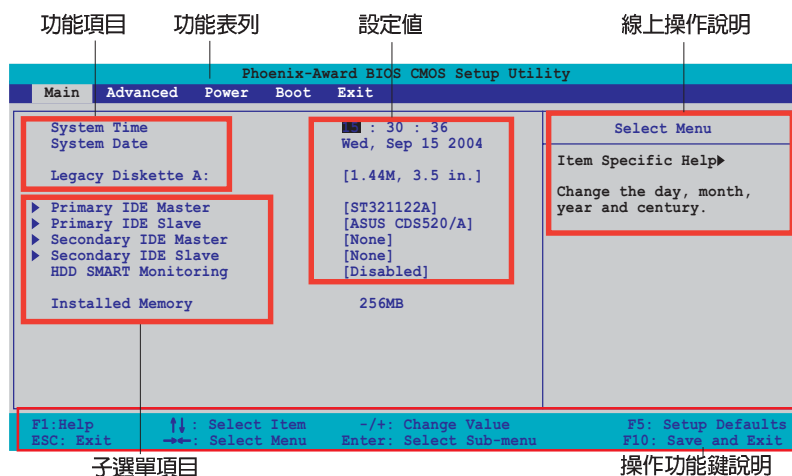 功能項目 功能表列 設定值 線上操作說明
Phoenix-Award BIOS CMOS Setup Utility
Main Advanced Power Boot Exit
System Time 15 : 30 : 36
System Date Wed, Sep 15 2004
Legacy Diskette A: [1.44M, 3.5 in.]
▶ Primary IDE Master [ST321122A]
▶ Primary IDE Slave [ASUS CDS520/A]
▶ Secondary IDE Master [None]
▶ Secondary IDE Slave [None]
HDD SMART Monitoring [Disabled]
Installed Memory 256MB
Select Menu
Item Specific Help▶
Change the day, month,
year and century.
F1:Help ↑↓: Select Item -/+: Change Value F5: Setup Defaults
ESC: Exit →←: Select Menu Enter: Select Sub-menu F10: Save and Exit
子選單項目 操作功能鍵說明